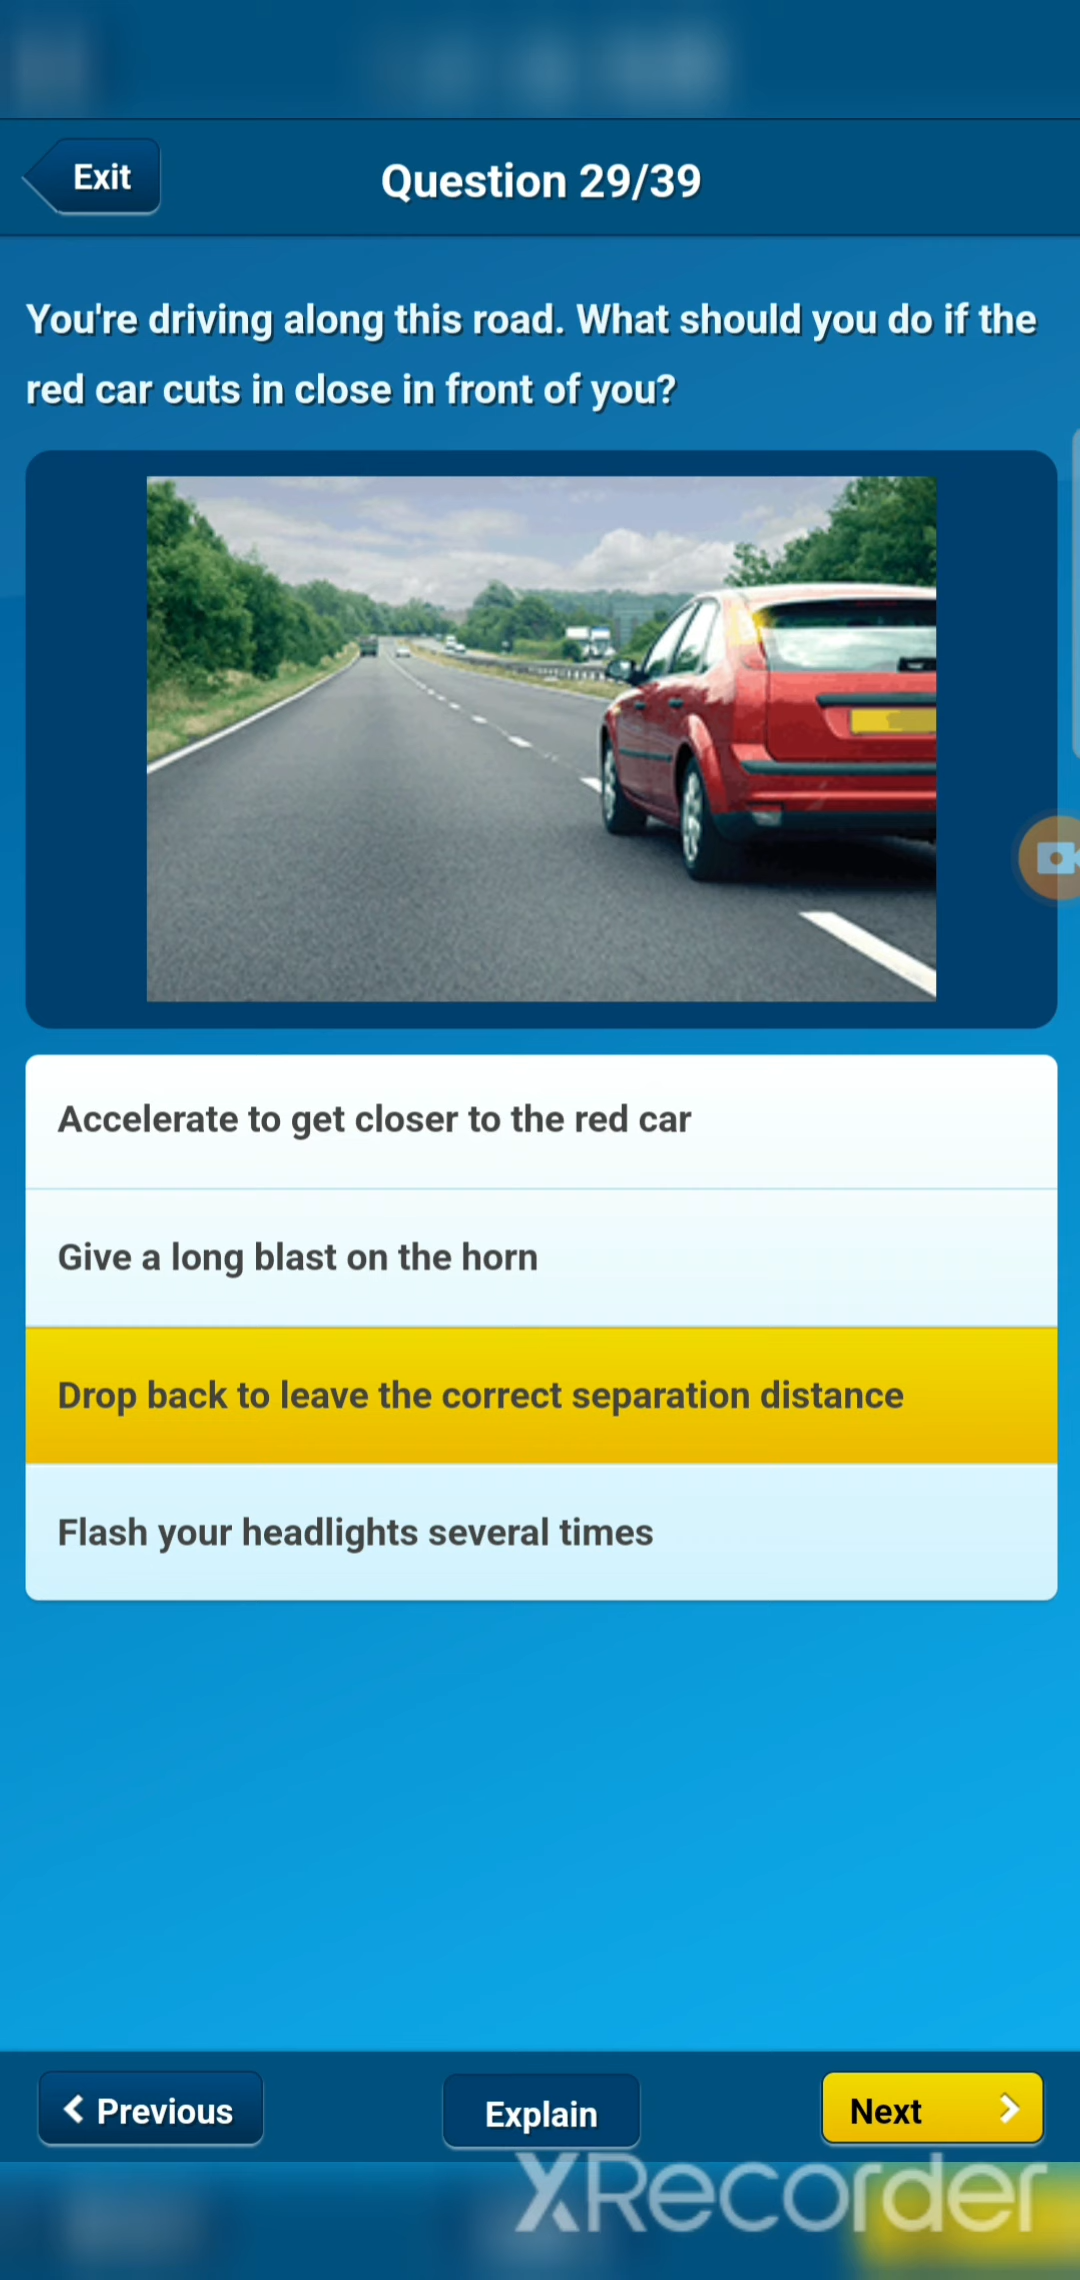 Exit
Question 29/39
You're driving along this road. What should you do if the
red car cuts in close in front of you?
Accelerate to get closer to the red car
Give a long blast on the horn
Drop back to leave the correct separation distance
Flash your headlights several times
Previous
Explain
Next
XRecorder